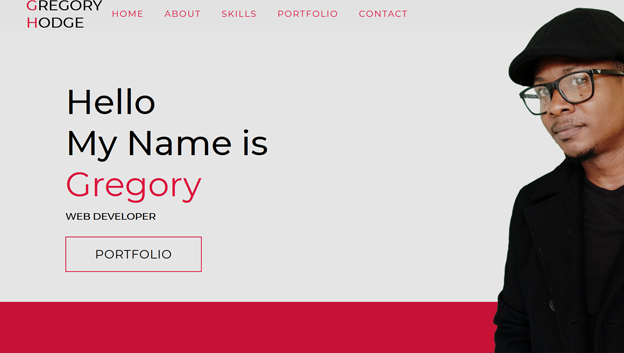 GREGORY
HODGE
HOME ABOUT SKILLS PORTFOLIO CONTACT
Hello
My Name is
Gregory
WEB DEVELOPER
PORTFOLIO